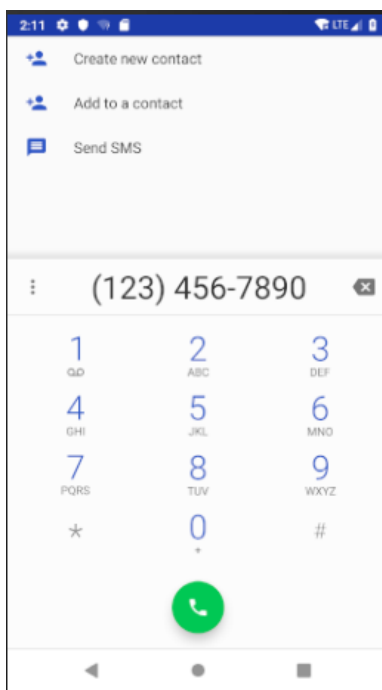 2:11 LTE
Create new contact
Add to a contact
Send SMS
(123) 456-7890
1 2 3
ABC DEF
4 5 6
GHI JKL MNO
7 8 9
PQRS TUV WXYZ
* 0 #
+